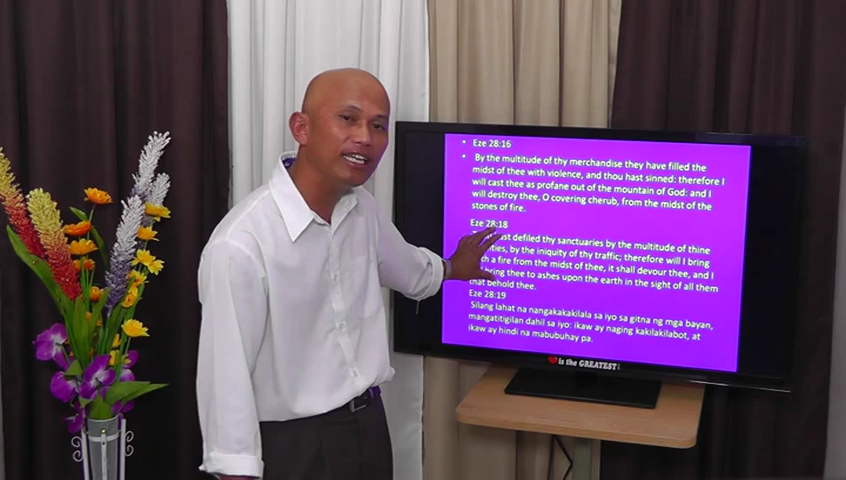 • Eze 28:16
• By the multitude of thy merchandise they have filled the
midst of thee with violence, and thou hast sinned: therefore I
will cast thee as profane out of the mountain of God: and I
will destroy thee, O covering cherub, from the midst of the
stones of fire.
Eze 28:18
defiled thy sanctuaries by the multitude of thine
by the iniquity of thy traffic; therefore will I bring
a fire from the midst of thee, it shall devour thee, and I
bring thee to ashes upon the earth in the sight of all them
that behold thee.
Eze 28:19
Silang lahat na nangakakakilala sa iyo sa gitna ng mga bayan,
mangatitigilan dahil sa iyo: ikaw ay naging kakilakilabot, at
ikaw ay hindi na mabubuhay pa.
is the GREATEST!